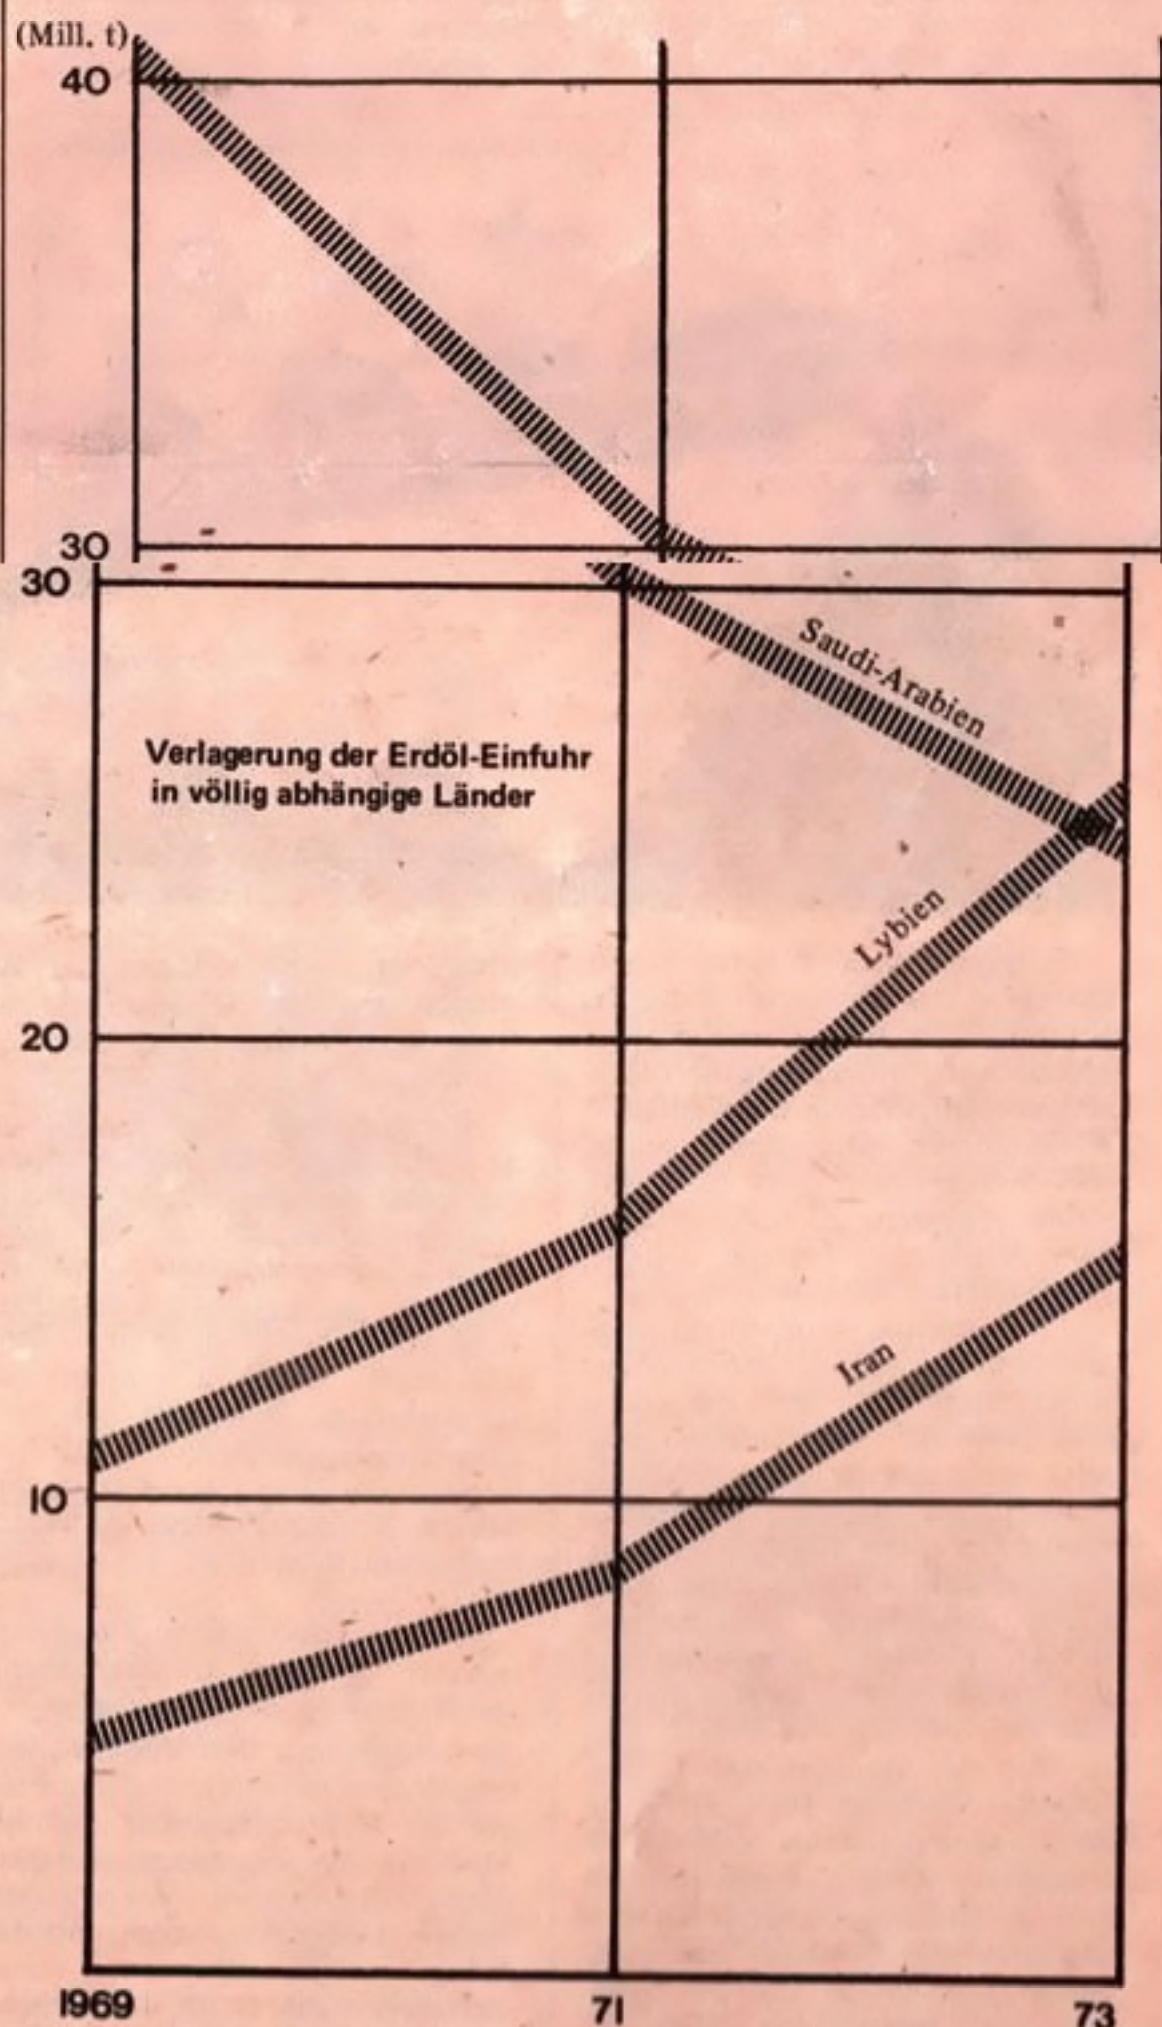 (Mill. t)
40
30
30
Saudi-Arabien
Verlagerung der Erdöl-Einfuhr
in völlig abhängige Länder
Lybien
20
Iran
10
1969 71 73